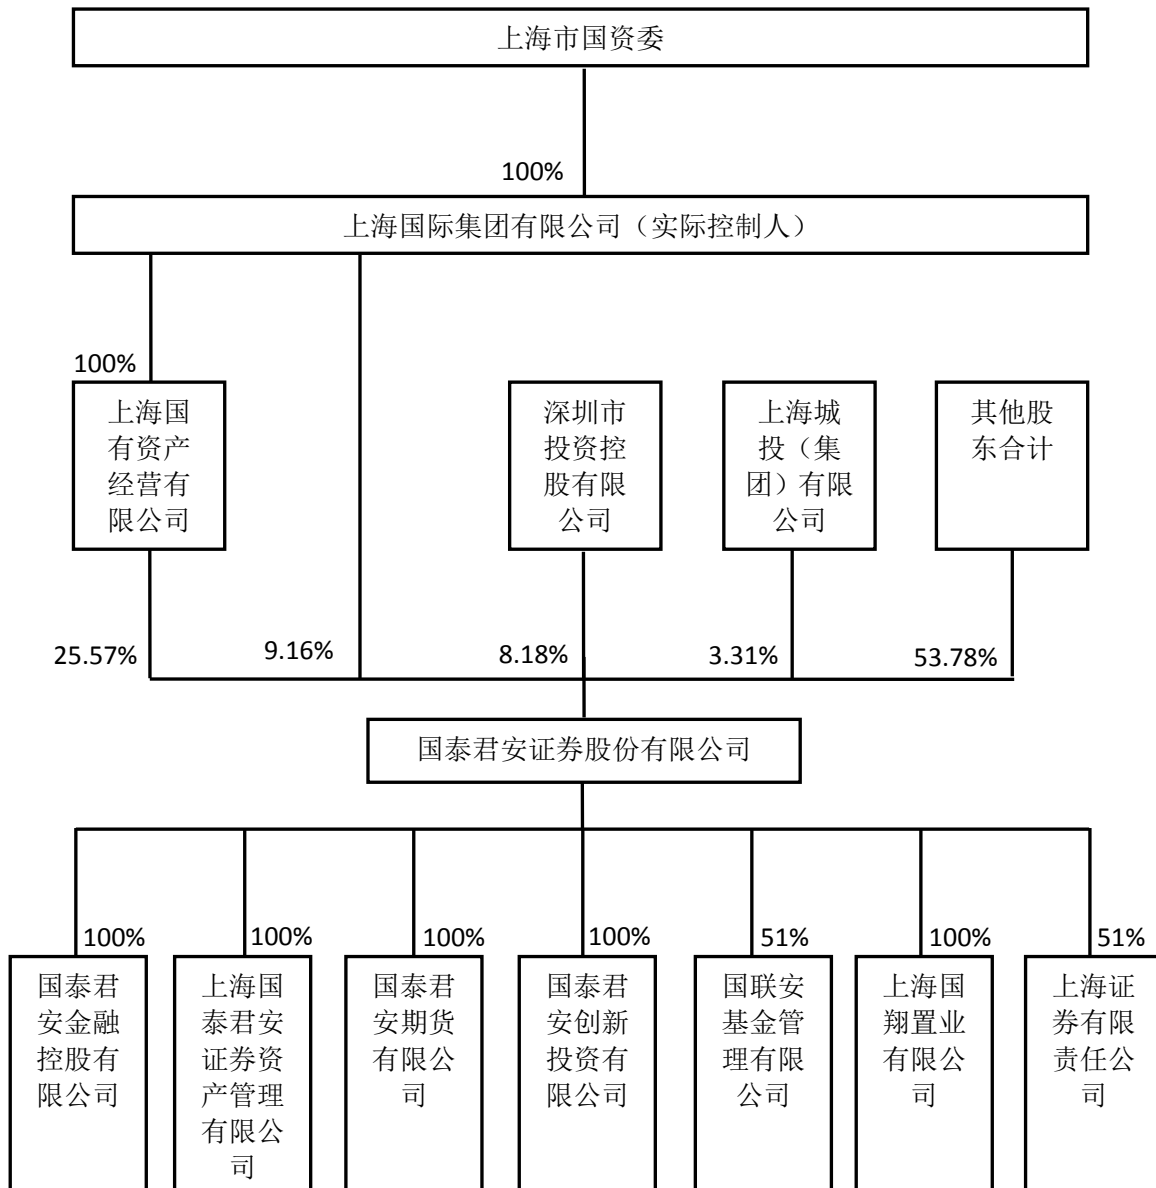 上海市国资委
100%
上海国际集团有限公司（实际控制人）
100%
上海国
有资产
经营有
限公司
深圳市
投资控
股有限
公司
上海城
投（集
团）有限
公司
其他股
东合计
25.57%
9.16%
8.18%
3.31%
53.78%
国泰君安证券股份有限公司
100%
100%
100%
100%
51%
100%
51%
国泰君
安金融
控股有
限公司
上海国
泰君安
证券资
产管理
有限公
司
国泰君
安期货
有限公
司
国泰君
安创新
投资有
限公司
国联安
基金管
理有限
公司
上海国
翔置业
有限公
司
上海证
券有限
责任公
司